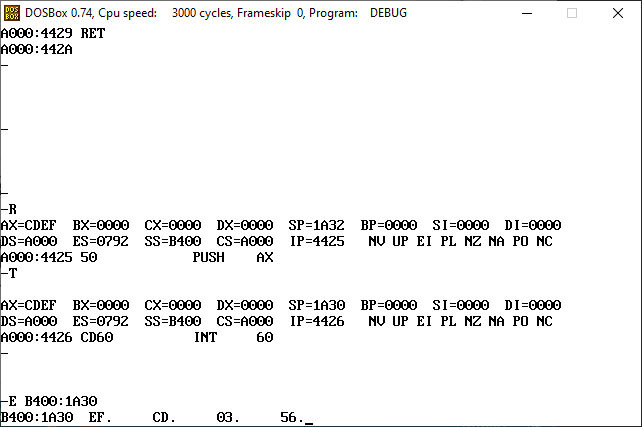 DOSBox 0.74, Cpu speed: 3000 cycles, Frameskip 0, Program: DEBUG
A000:4429 RET
A000:442A
-
-
-
-R
AX=CDEF BX=0000 CX=0000 DX=0000 SP=1A32 BP=0000 SI=0000 DI=0000
DS=A000 ES=0792 SS=B400 CS=A000 IP=4425 NV UP EI PL NZ NA PO NC
A000:4425 50 PUSH AX
-T
AX=CDEF BX=0000 CX=0000 DX=0000 SP=1A30 BP=0000 SI=0000 DI=0000
DS=A000 ES=0792 SS=B400 CS=A000 IP=4426 NV UP EI PL NZ NA PO NC
A000:4426 CD60 INT 60
-
-E B400:1A30
B400:1A30 EF. CD. 03. 56._